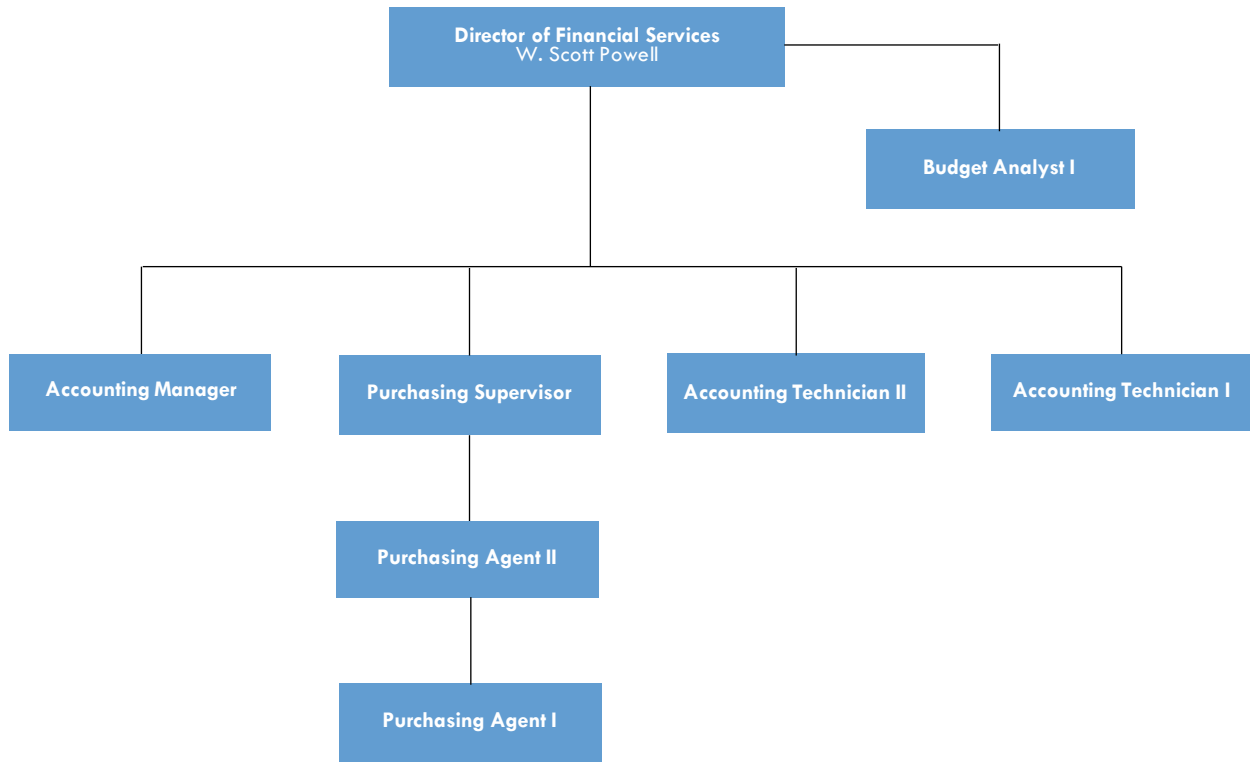 Director of Financial Services
W. Scott Powell
Budget Analyst I
Accounting Manager
Purchasing Supervisor
Accounting Technician II
Accounting Technician I
Purchasing Agent II
Purchasing Agent I